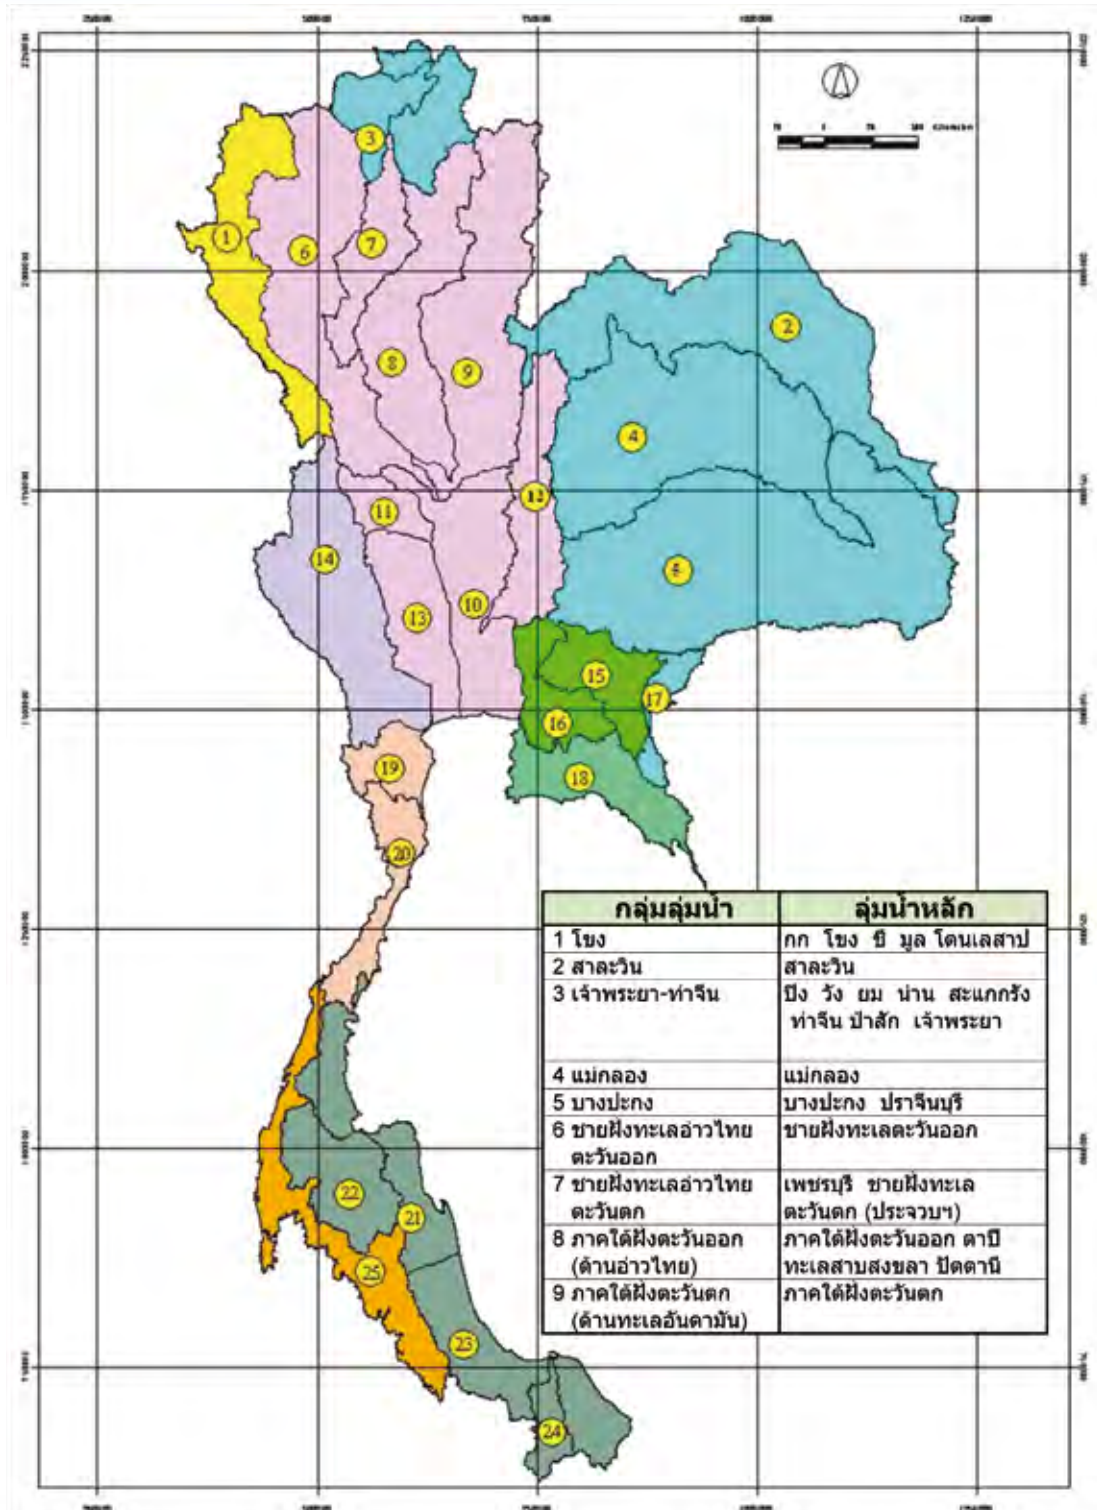 1
2
3
4
6
7
8
9
10
11
12
13
14
15
16
17
18
19
20
21
22
23
24
25
กลุ่มลุ่มน้ำ ลุ่มน้ำหลัก
1 โขง กก โขง ชี มูล โตนเลสาป
2 สาละวิน สาละวิน
3 เจ้าพระยา-ท่าจีน ปิง วัง ยม น่าน สะแกกรัง
ท่าจีน ป่าสัก เจ้าพระยา
4 แม่กลอง แม่กลอง
5 บางปะกง บางปะกง ปราจีนบุรี
6 ชายฝั่งทะเลอ่าวไทย ชายฝั่งทะเลตะวันออก
ตะวันออก
7 ชายฝั่งทะเลอ่าวไทย เพชรบุรี ชายฝั่งทะเล
ตะวันตก ตะวันตก (ประจวบฯ)
8 ภาคใต้ฝั่งตะวันออก ภาคใต้ฝั่งตะวันออก ตาปี
(ด้านอ่าวไทย) ทะเลสาบสงขลา ปัตตานี
9 ภาคใต้ฝั่งตะวันตก ภาคใต้ฝั่งตะวันตก
(ด้านทะเลอันดามัน)